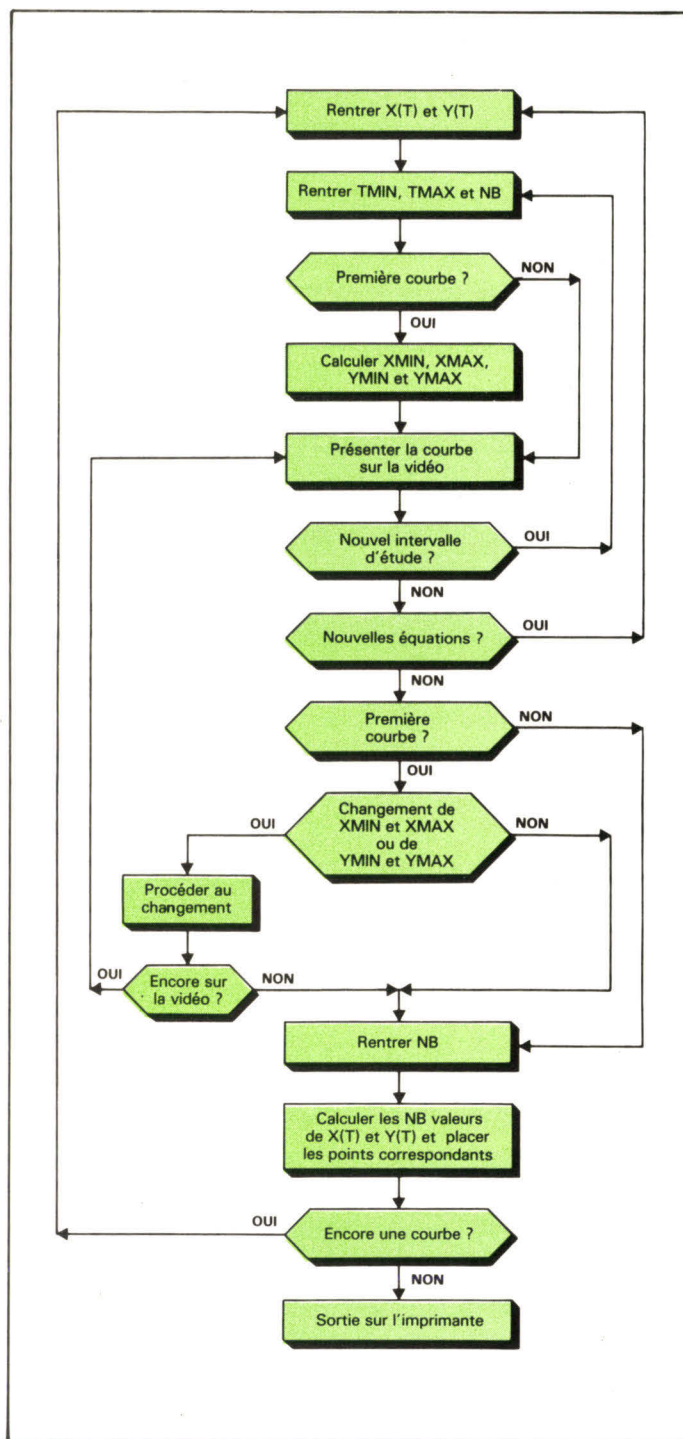 Rentrer X(T) et Y(T)
Rentrer TMIN, TMAX et NB
Première courbe ?
NON
OUI
Calculer XMIN, XMAX,
YMIN et YMAX
Présenter la courbe
sur la vidéo
Nouvel intervalle
d'étude ?
OUI
NON
Nouvelles équations ?
OUI
NON
Première
courbe ?
NON
OUI
Changement de
XMIN et XMAX
ou de
YMIN et YMAX
OUI
NON
Procéder au
changement
Encore sur
la vidéo ?
OUI
NON
Rentrer NB
Calculer les NB valeurs
de X(T) et Y(T) et placer
les points correspondants
Encore une courbe ?
OUI
NON
Sortie sur l'imprimante